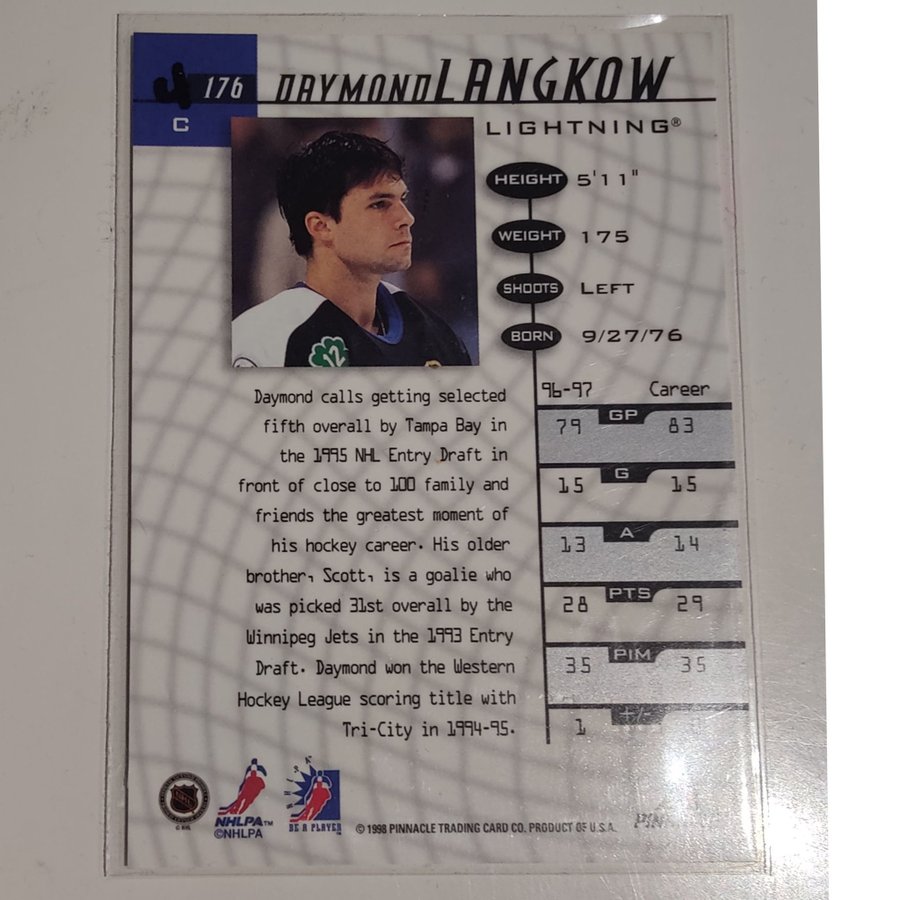 176 DAYMOND LANGKOW
C
LIGHTNING®
HEIGHT 5'11"
WEIGHT 175
SHOOTS LEFT
BORN 9/27/76
12
96-97 Career
GP
79 83
G
15 15
A
13 14
PTS
28 29
PIM
35 35
+/-
1
Daymond calls getting selected
fifth overall by Tampa Bay in
the 1995 NHL Entry Draft in
front of close to 100 family and
friends the greatest moment of
his hockey career. His older
brother, Scott, is a goalie who
was picked 31st overall by the
Winnipeg Jets in the 1993 Entry
Draft. Daymond won the Western
Hockey League scoring title with
Tri-City in 1994-95.
© NHL
NHLPA™
©NHLPA
BE A PLAYER™
© 1998 PINNACLE TRADING CARD CO. PRODUCT OF U.S.A.